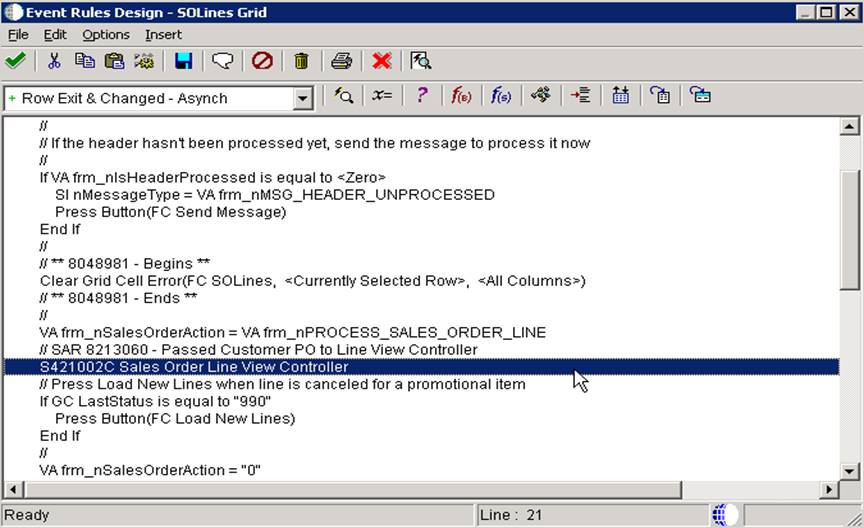 Event Rules Design - SOLines Grid
File Edit Options Insert
+ Row Exit & Changed - Asynch
x= ? f(B) f(S)
//
// If the header hasn't been processed yet, send the message to process it now
//
If VA frm_nIsHeaderProcessed is equal to <Zero>
SI nMessageType = VA frm_nMSG_HEADER_UNPROCESSED
Press Button(FC Send Message)
End If
//
// ** 8048981 - Begins **
Clear Grid Cell Error(FC SOLines, <Currently Selected Row>, <All Columns>)
// ** 8048981 - Ends **
//
VA frm_nSalesOrderAction = VA frm_nPROCESS_SALES_ORDER_LINE
// SAR 8213060 - Passed Customer PO to Line View Controller
S421002C Sales Order Line View Controller
// Press Load New Lines when line is canceled for a promotional item
If GC LastStatus is equal to "990"
Press Button(FC Load New Lines)
End If
//
VA frm_nSalesOrderAction = "0"
Ready Line : 21